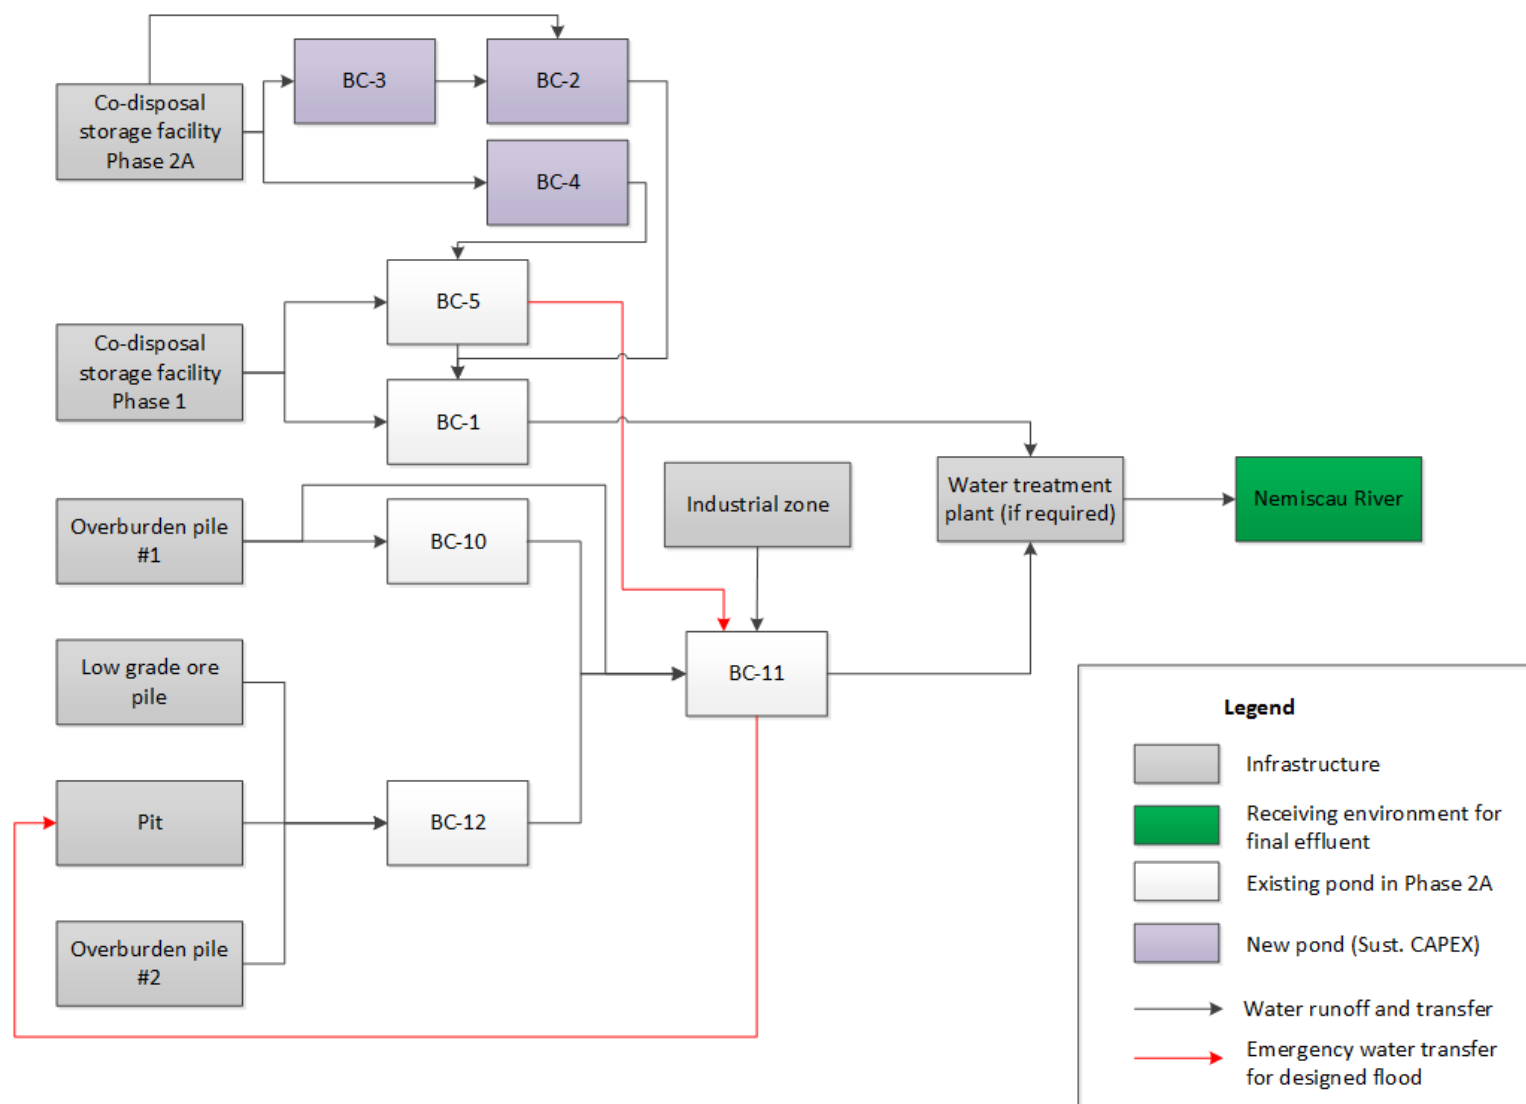 BC-3
BC-2
Co-disposal
storage facility
Phase 2A
BC-4
BC-5
Co-disposal
storage facility
Phase 1
BC-1
Industrial zone
Water treatment
plant (if required)
Nemiscau River
Overburden pile
#1
BC-10
Low grade ore
pile
BC-11
Pit
BC-12
Overburden pile
#2
Legend
Infrastructure
Receiving environment for
final effluent
Existing pond in Phase 2A
New pond (Sust. CAPEX)
Water runoff and transfer
Emergency water transfer
for designed flood